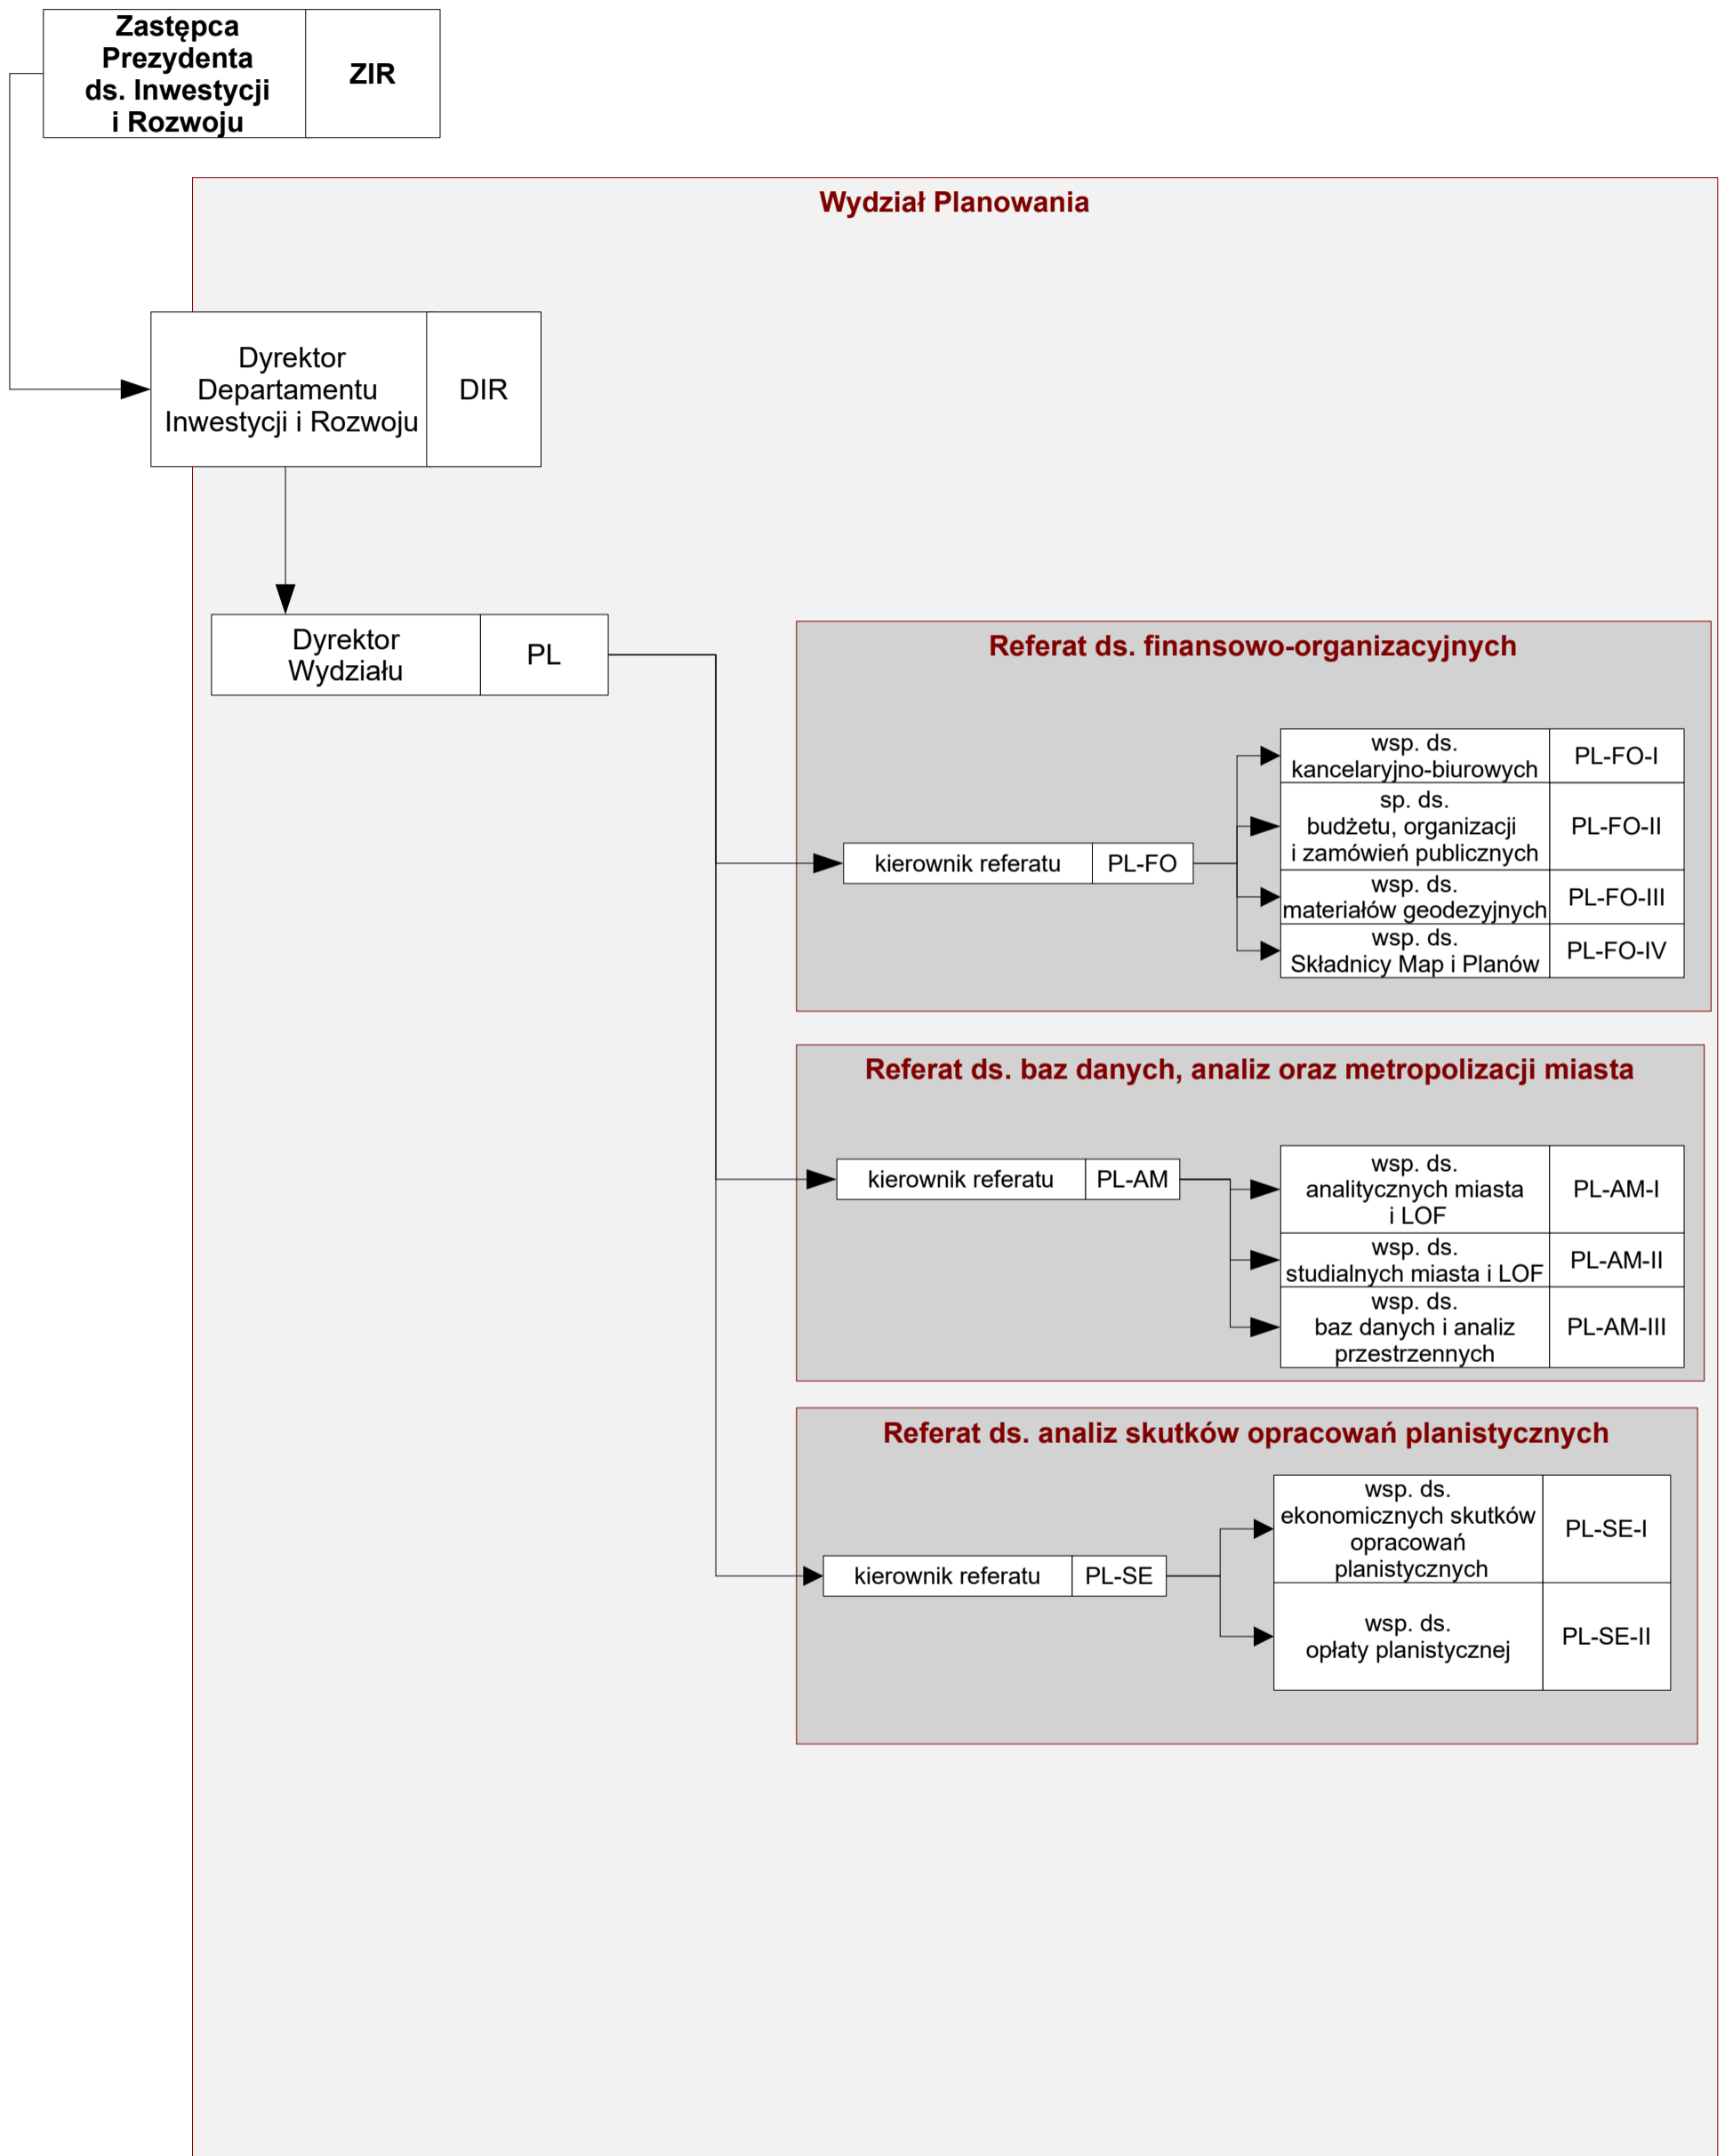 Zastępca
Prezydenta
ds. Inwestycji
i Rozwoju
ZIR
Wydział Planowania
Dyrektor
Departamentu
Inwestycji i Rozwoju
DIR
Dyrektor
Wydziału
PL
Referat ds. finansowo-organizacyjnych
kierownik referatu
PL-FO
wsp. ds.
kancelaryjno-biurowych
PL-FO-I
sp. ds.
budżetu, organizacji
i zamówień publicznych
PL-FO-II
wsp. ds.
materiałów geodezyjnych
PL-FO-III
wsp. ds.
Składnicy Map i Planów
PL-FO-IV
Referat ds. baz danych, analiz oraz metropolizacji miasta
kierownik referatu
PL-AM
wsp. ds.
analitycznych miasta
i LOF
PL-AM-I
wsp. ds.
studialnych miasta i LOF
PL-AM-II
wsp. ds.
baz danych i analiz
przestrzennych
PL-AM-III
Referat ds. analiz skutków opracowań planistycznych
kierownik referatu
PL-SE
wsp. ds.
ekonomicznych skutków
opracowań
planistycznych
PL-SE-I
wsp. ds.
opłaty planistycznej
PL-SE-II